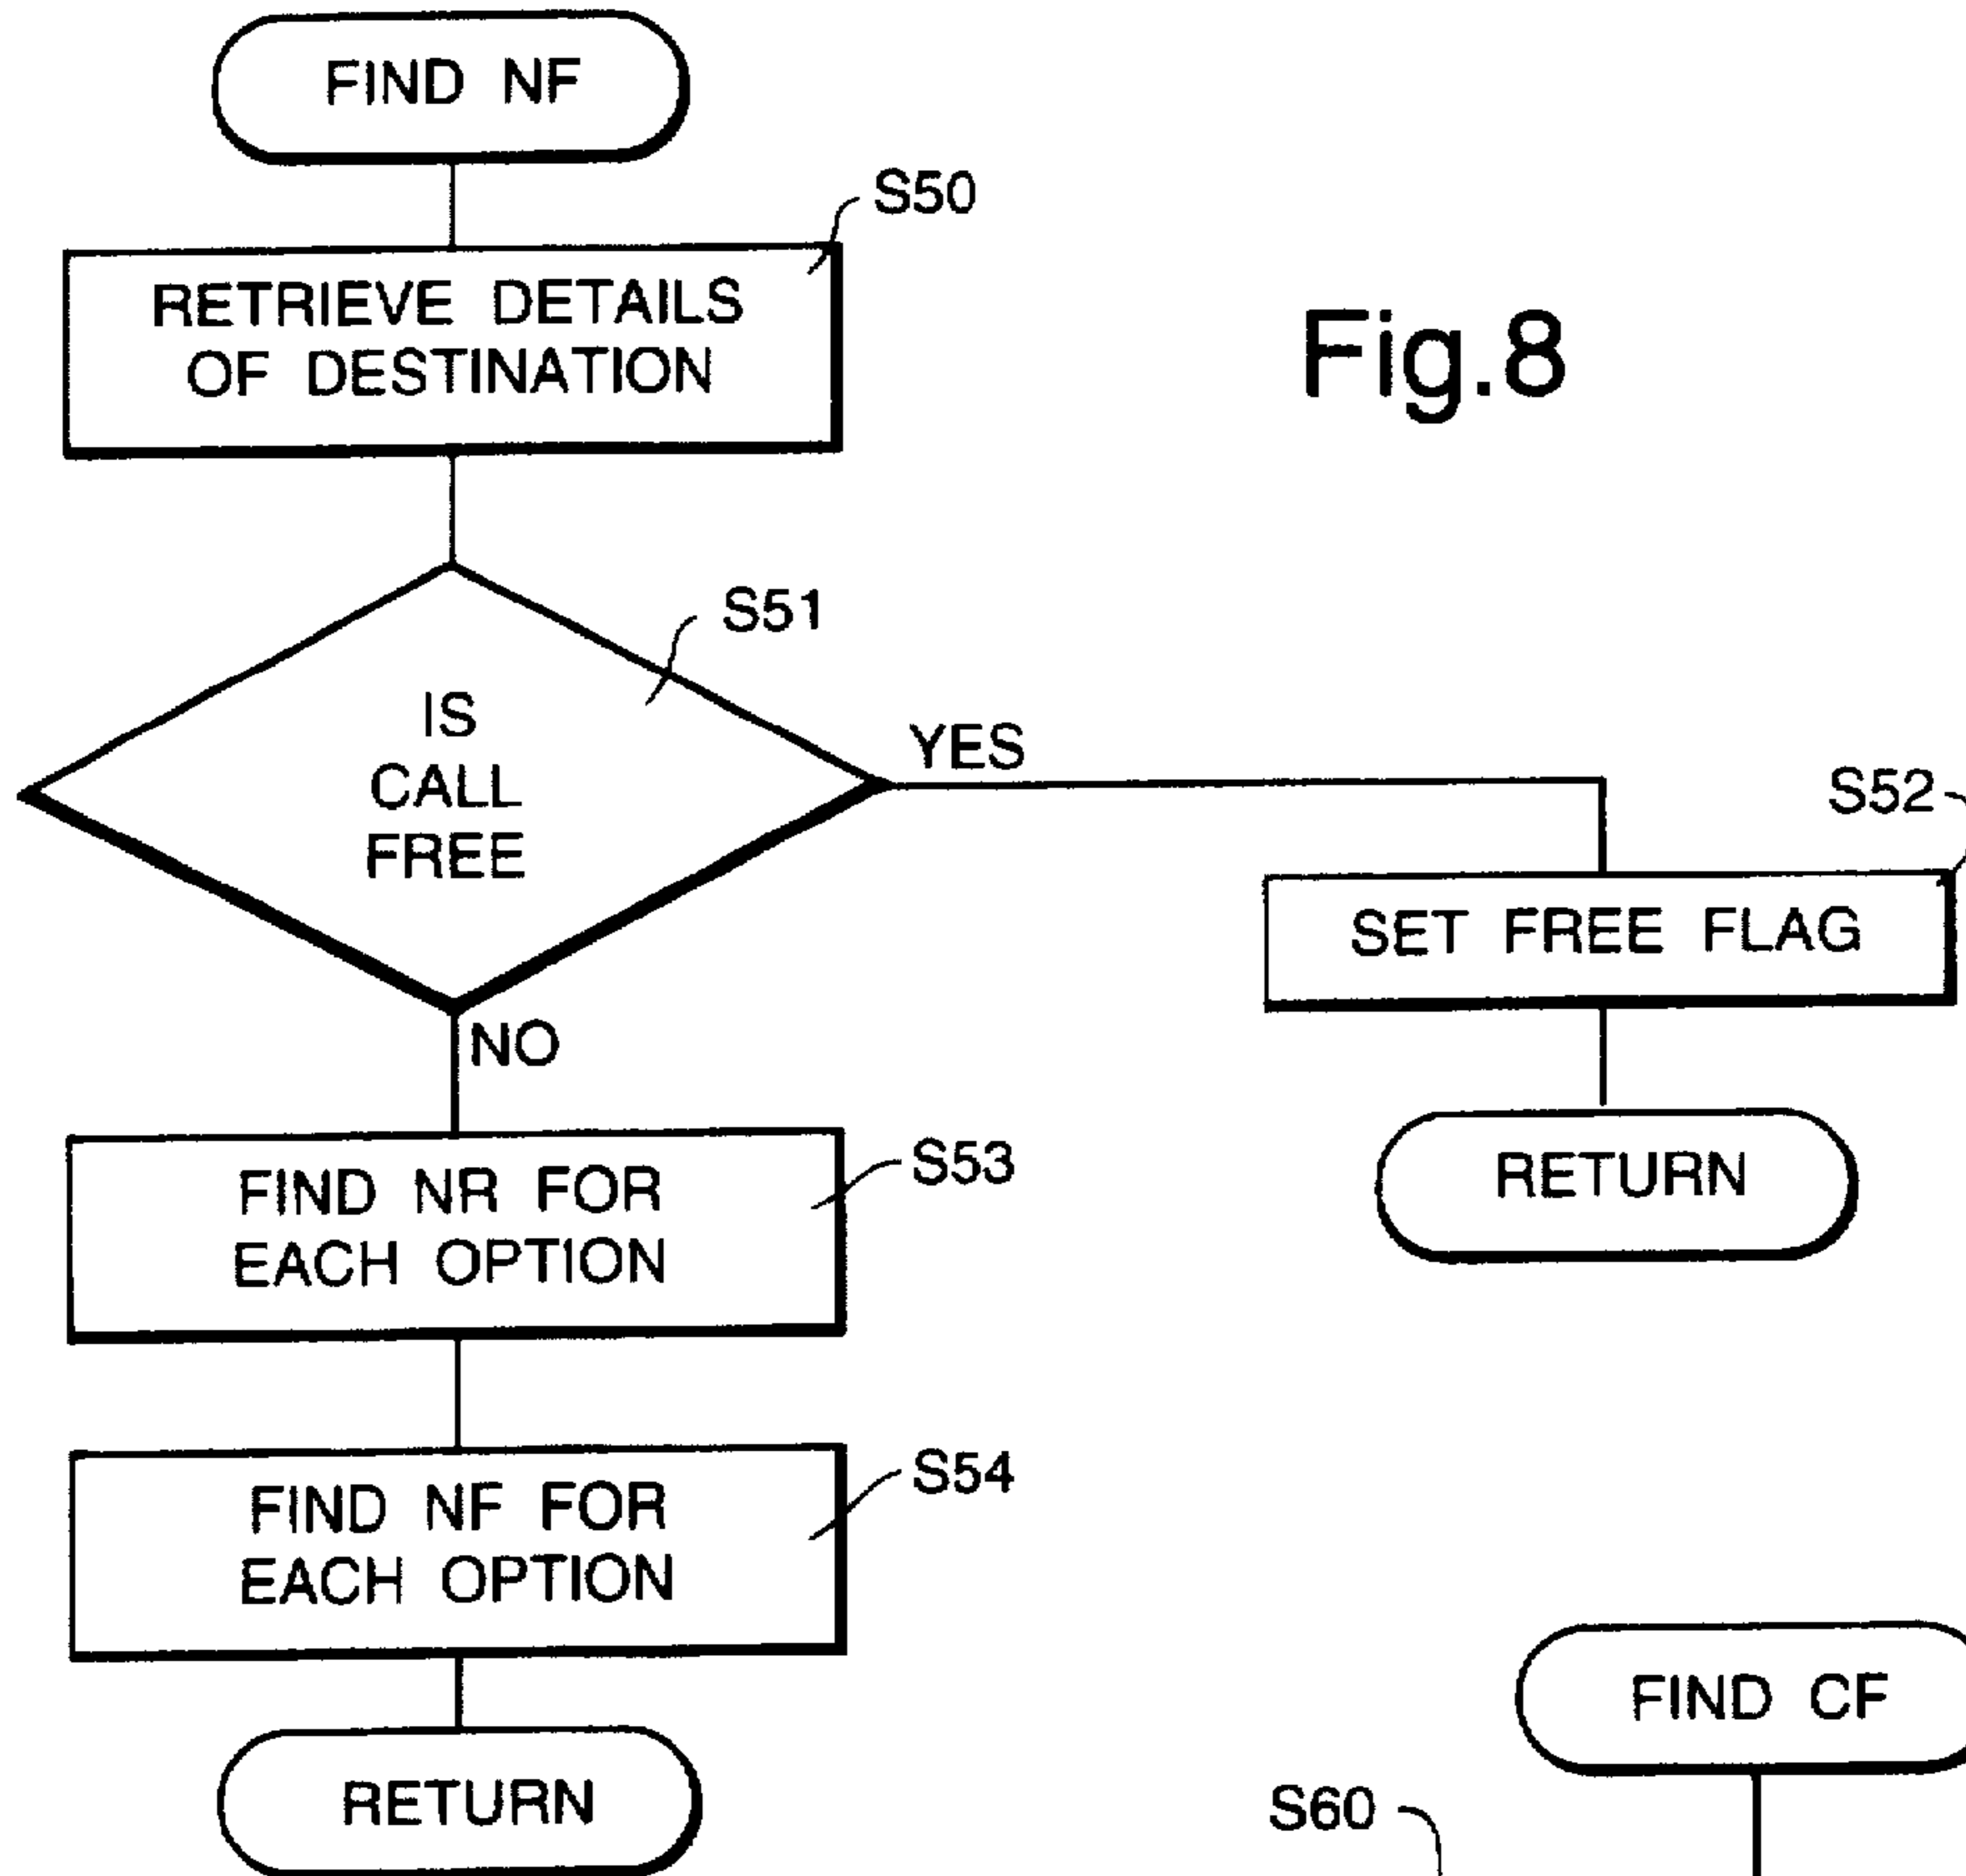 FIND NF
S50
RETRIEVE DETAILS
OF DESTINATION
Fig.8
S51
IS
CALL
FREE
YES
S52
SET FREE FLAG
RETURN
NO
S53
FIND NR FOR
EACH OPTION
S54
FIND NF FOR
EACH OPTION
RETURN
FIND CF
S60